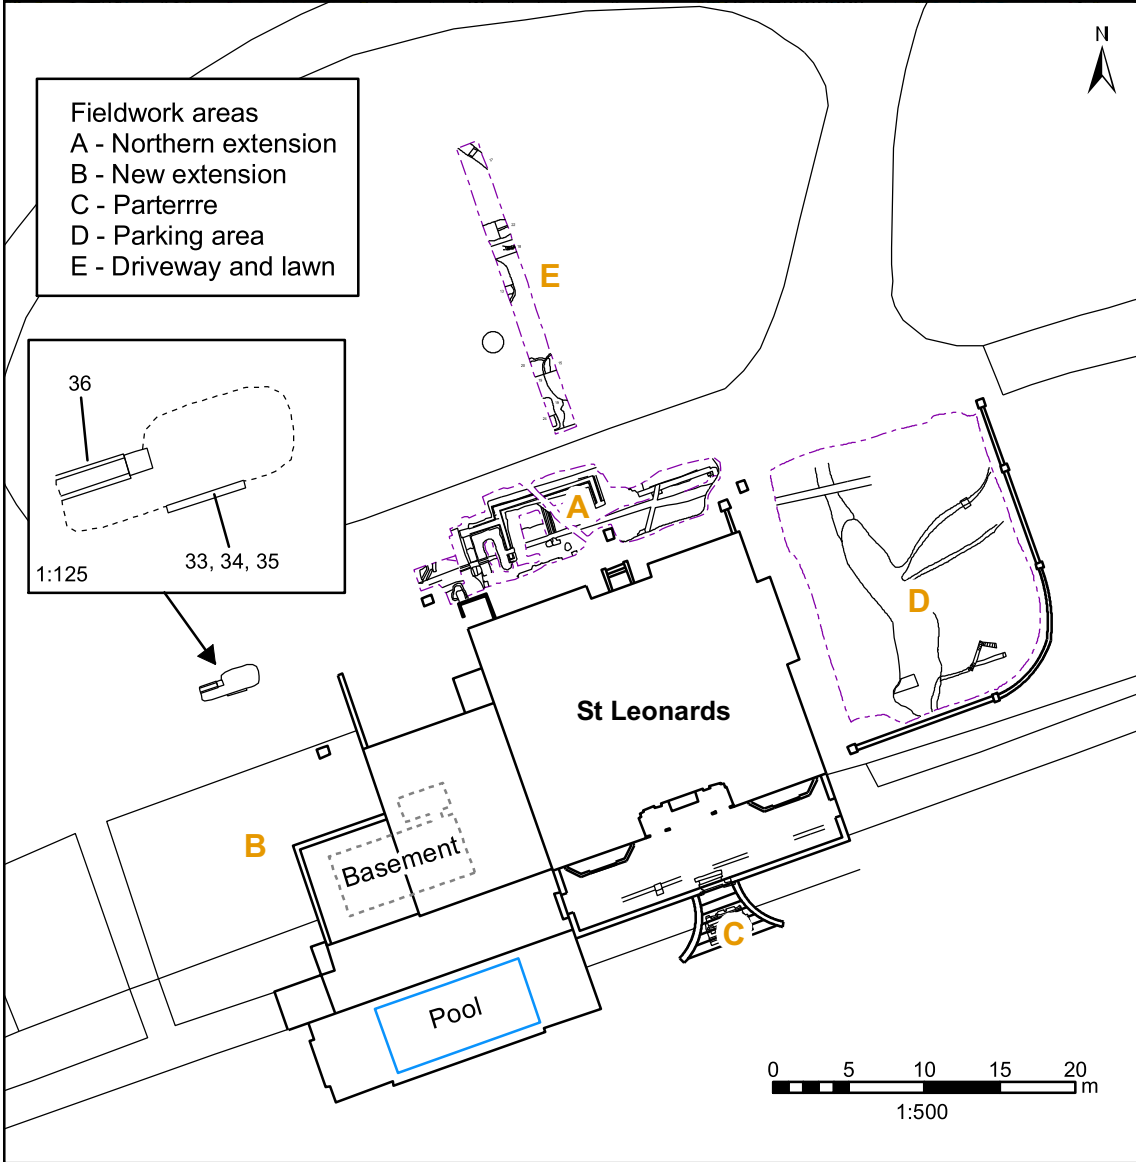 N
Fieldwork areas
A - Northern extension
B - New extension
C - Parterrre
D - Parking area
E - Driveway and lawn
E
36
33, 34, 35
1:125
A
D
St Leonards
B
Basement
C
Pool
0 5 10 15 20
m
1:500